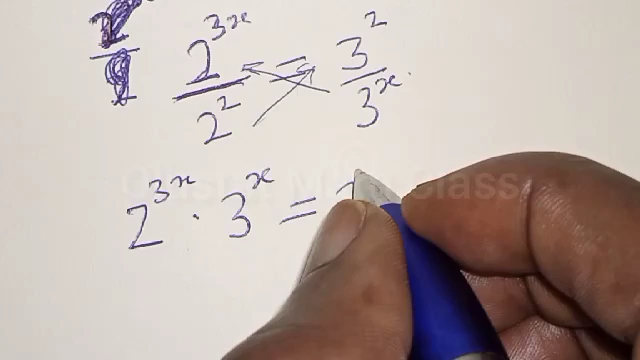 2^{3x}/2^2 = 3^2/3^x
2^{3x} · 3^x =